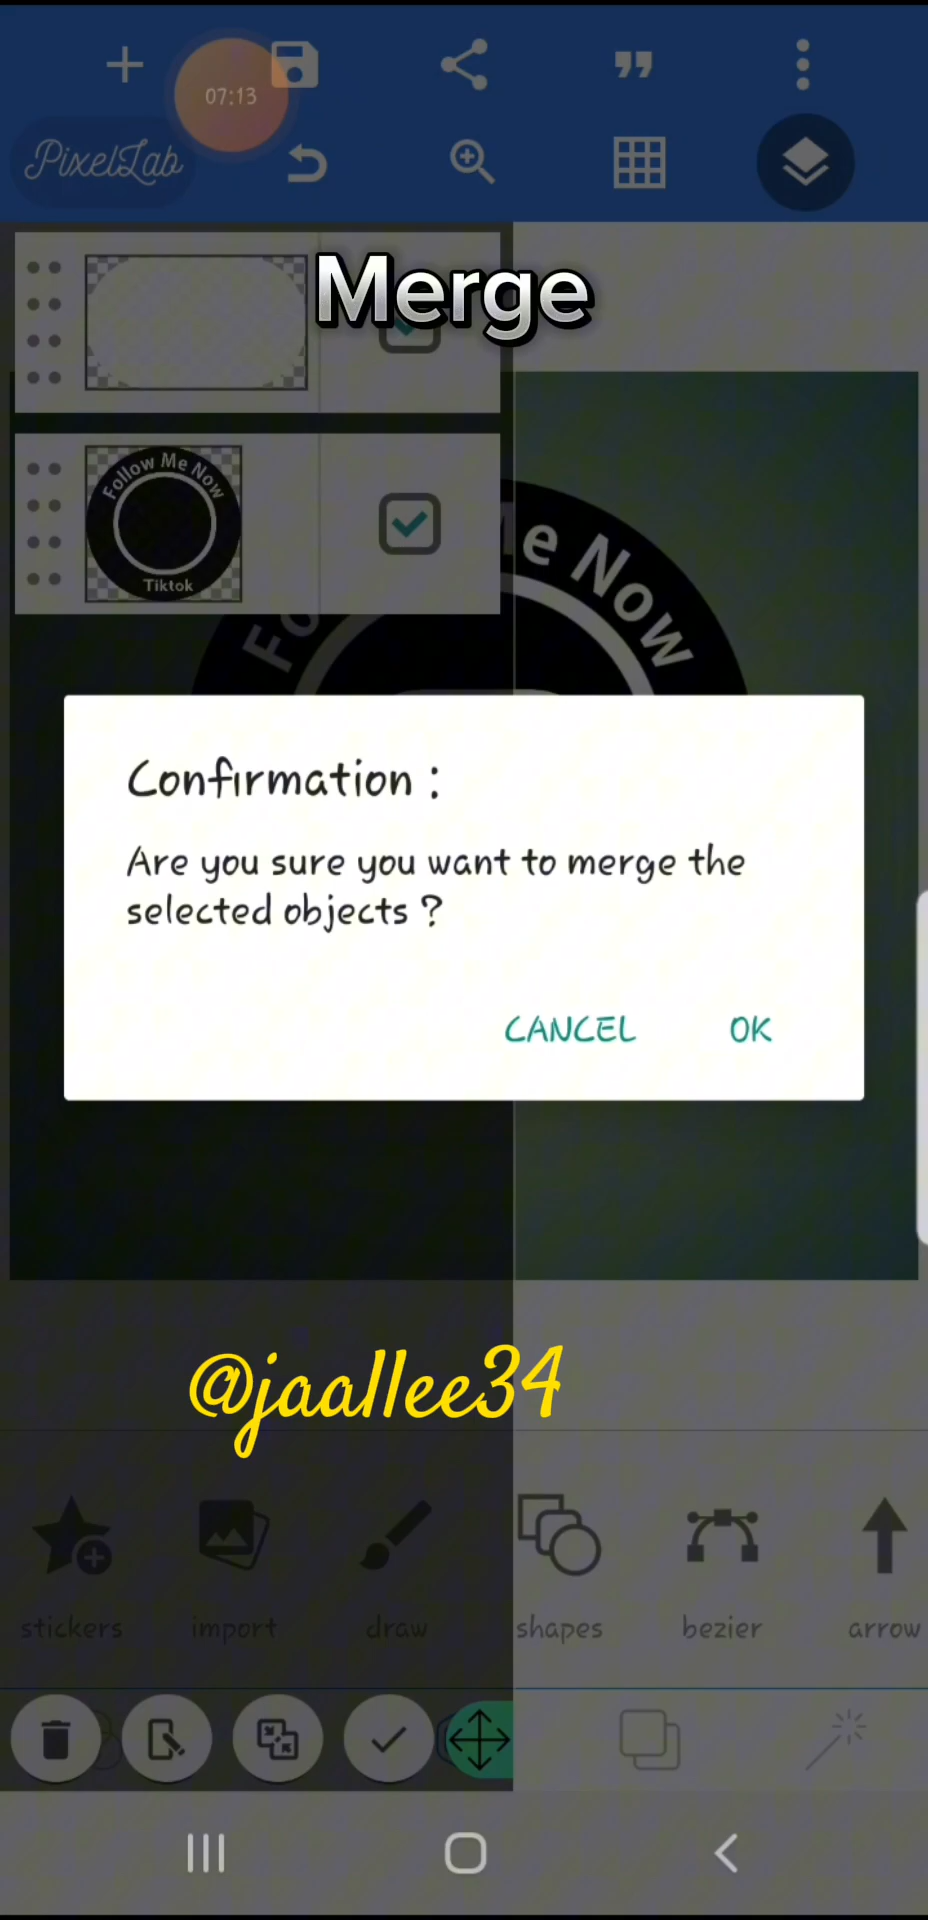 07:13
PixelLab
Merge
Follow Me Now
Tiktok
e Now
Fo
Confirmation :
Are you sure you want to merge the
selected objects ?
CANCEL
OK
@jaallee34
stickers
import
draw
shapes
bezier
arrow